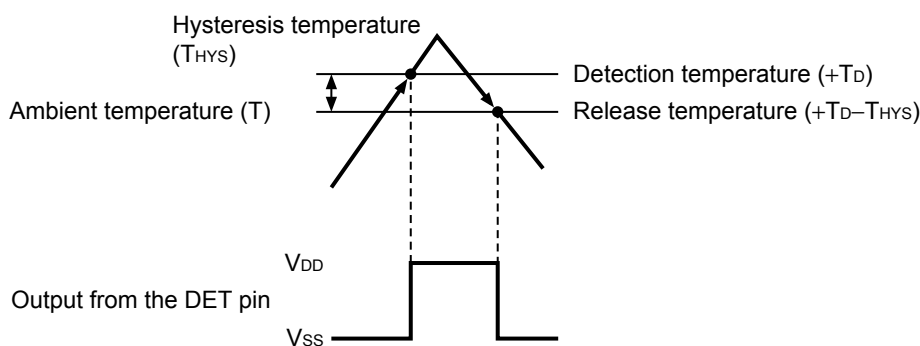 Hysteresis temperature
(THYS)
Detection temperature (+TD)
Ambient temperature (T)
Release temperature (+TD−THYS)
VDD
Output from the DET pin
VSS